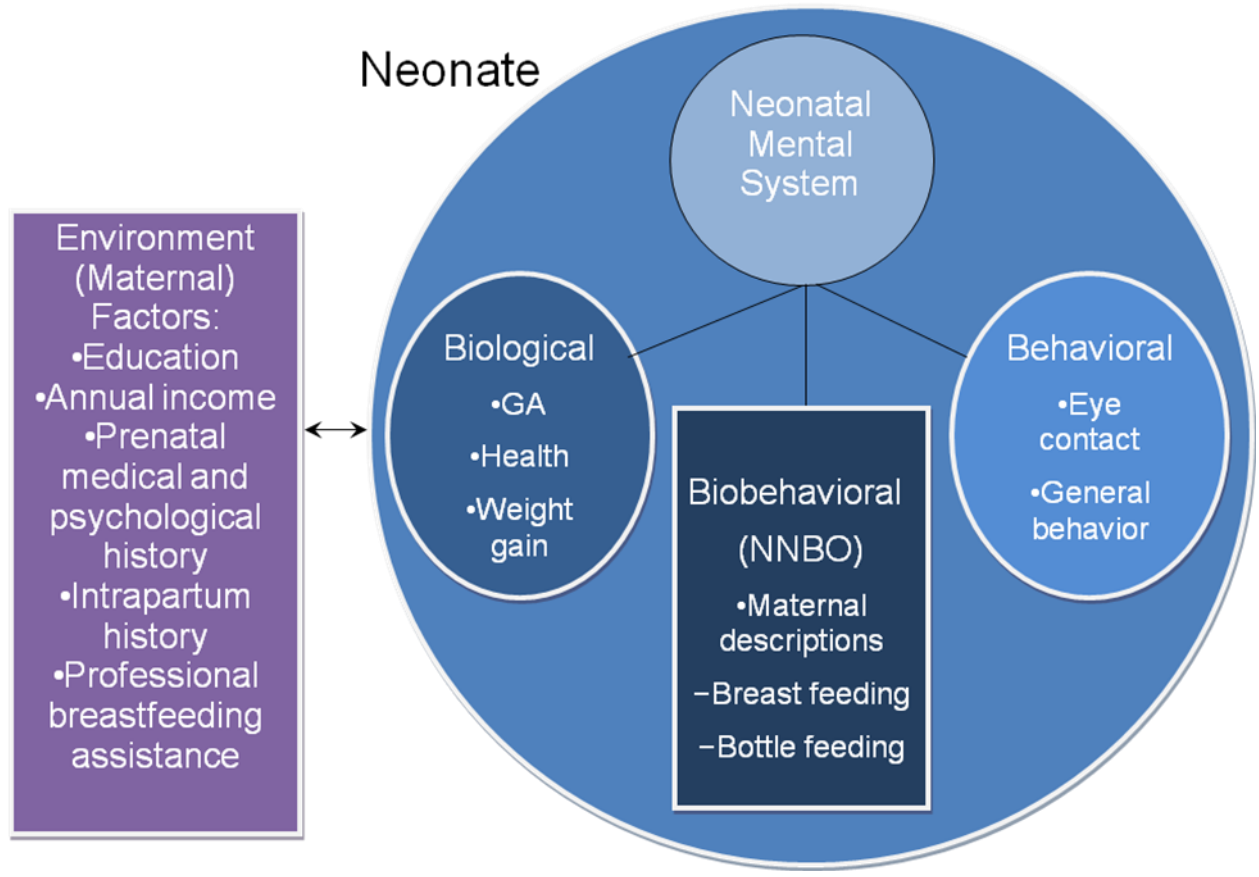 Neonate
Neonatal
Mental
System
Environment
(Maternal)
Factors:
•Education
•Annual income
•Prenatal
medical and
psychological
history
•Intrapartum
history
•Professional
breastfeeding
assistance
Biological
•GA
•Health
•Weight
gain
Biobehavioral
(NNBO)
•Maternal
descriptions
–Breast feeding
–Bottle feeding
Behavioral
•Eye
contact
•General
behavior